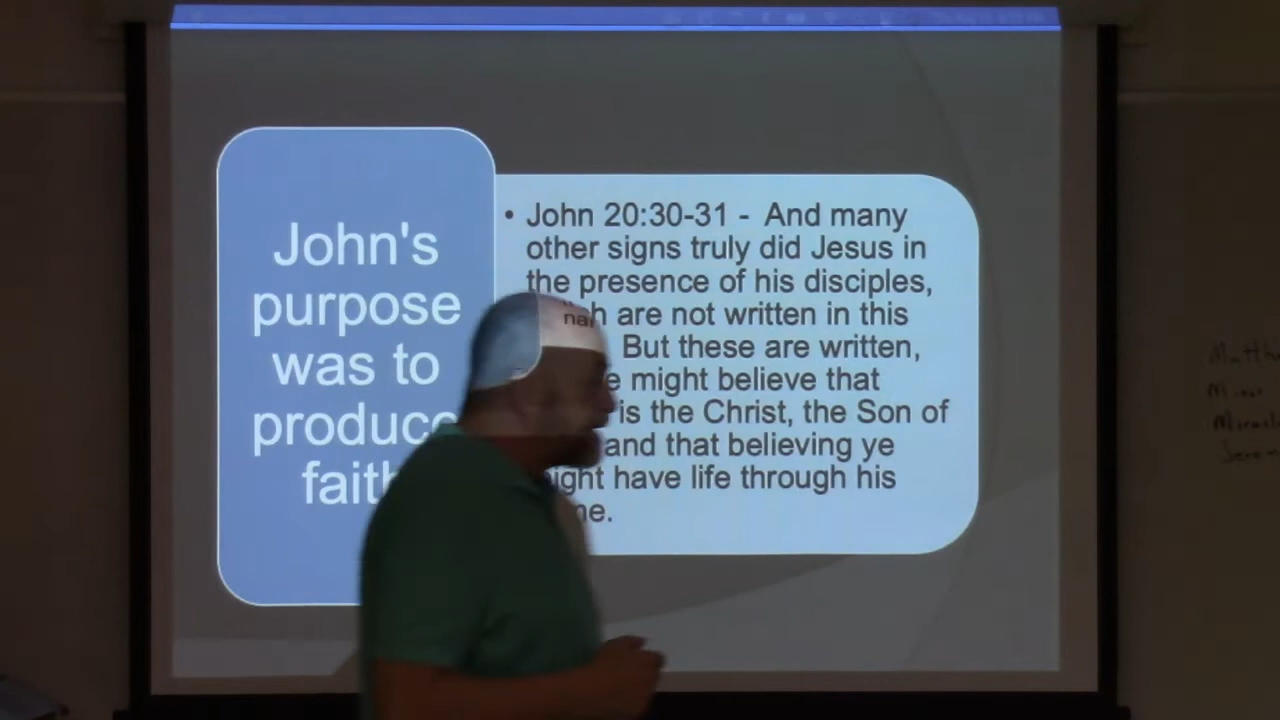 John's
purpose
was to
produce
faith
• John 20:30-31 - And many
other signs truly did Jesus in
the presence of his disciples,
are not written in this
But these are written,
might believe that
is the Christ, the Son of
and that believing ye
might have life through his